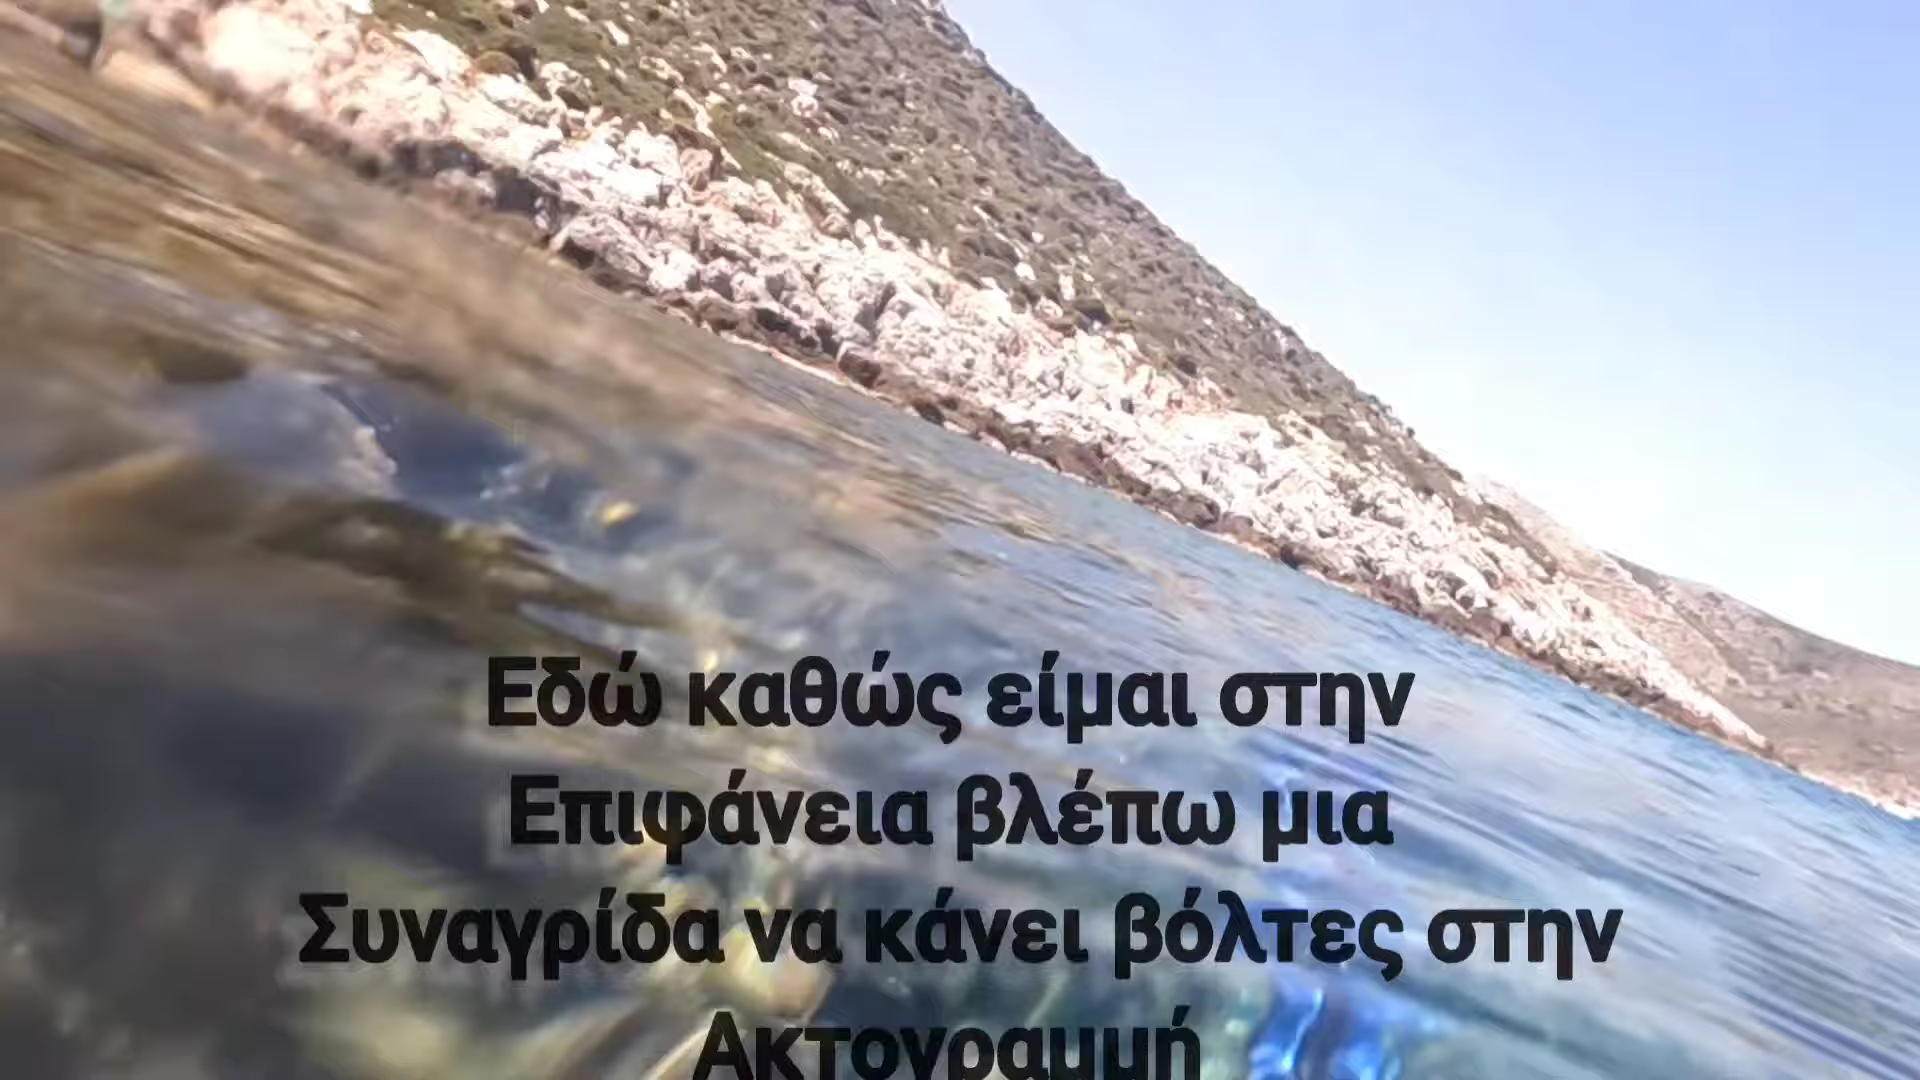 Εδώ καθώς είμαι στην
Επιφάνεια βλέπω μια
Συναγρίδα να κάνει βόλτες στην
Ακτογραμμή